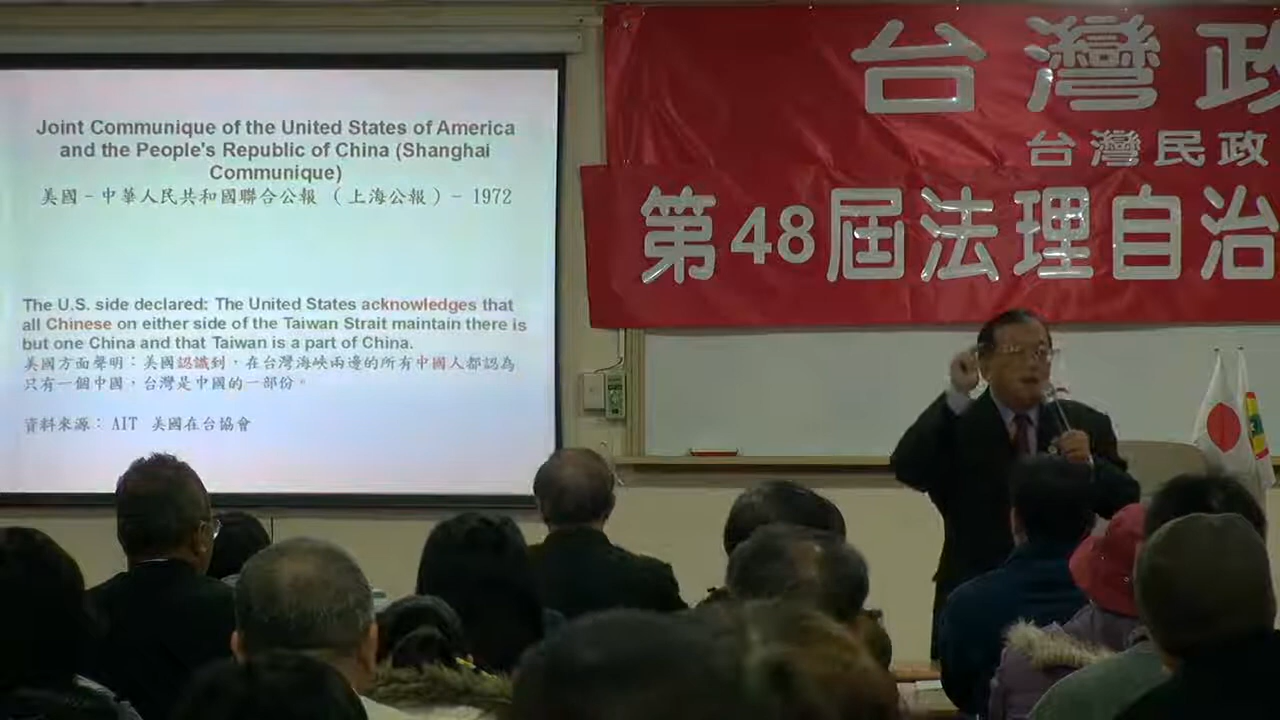 Joint Communique of the United States of America
and the People's Republic of China (Shanghai
Communique)
美國－中華人民共和國聯合公報 （上海公報）－ 1972
The U.S. side declared: The United States acknowledges that
all Chinese on either side of the Taiwan Strait maintain there is
but one China and that Taiwan is a part of China.
美國方面聲明：美國認識到，在台灣海峽兩邊的所有中國人都認為
只有一個中國，台灣是中國的一部份。
資料來源： AIT 美國在台協會
台灣政
台灣民政
第48屆法理自治